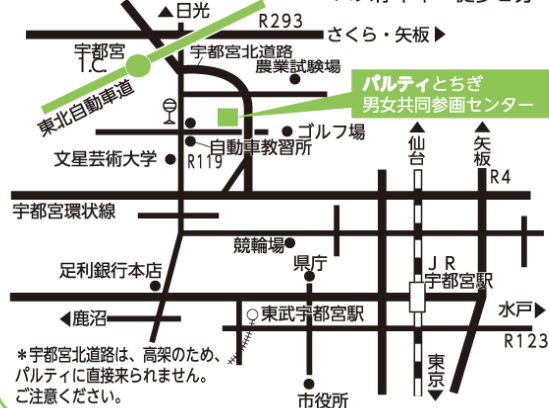 ▲日光
R293
さくら・矢板▶
宇都宮
I.C.
宇都宮北道路
農業試験場
東北自動車道
パルティとちぎ
男女共同参画センター
ゴルフ場
自動車教習所
文星芸術大学
R119
▲仙台
▲矢板
R4
宇都宮環状線
競輪場
県庁
足利銀行本店
JR
宇都宮駅
◀鹿沼
東武宇都宮駅
水戸▶
R123
東京▼
市役所
＊宇都宮北道路は、高架のため、
パルティに直接来られません。
ご注意ください。